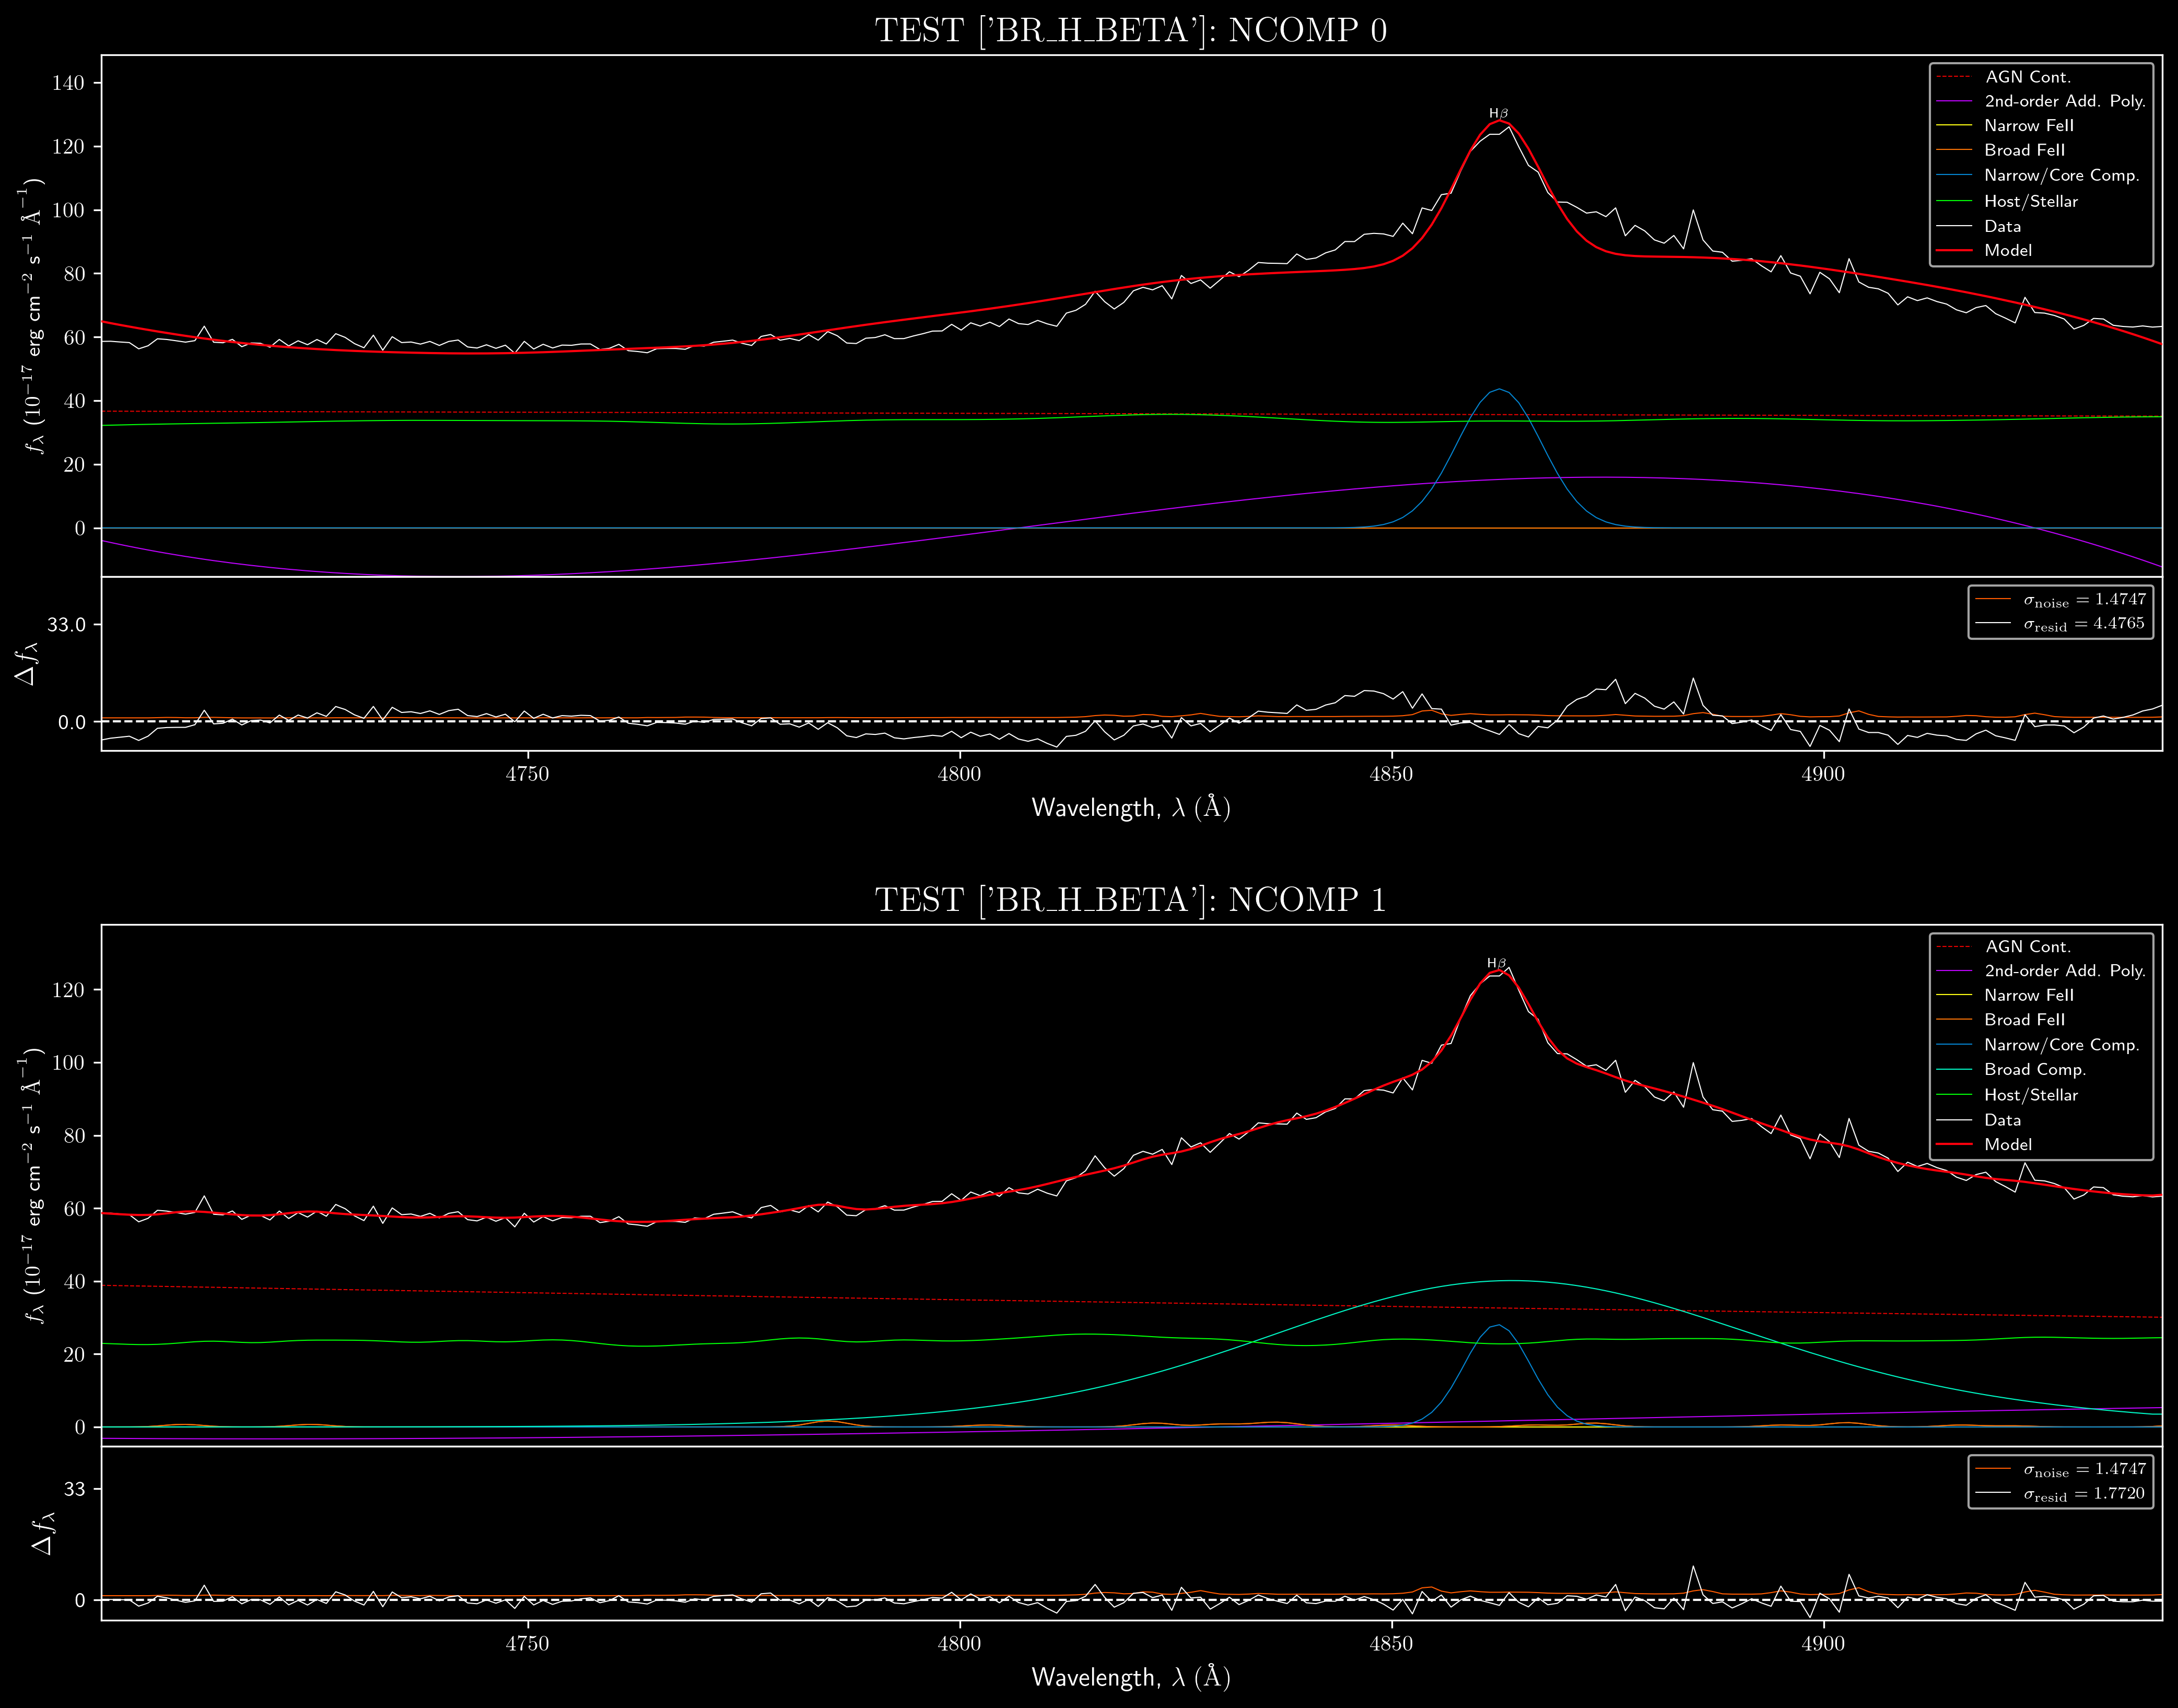 TEST ['BR_H_BETA']: NCOMP 0
140
120
100
80
60
40
20
0
f_λ (10⁻¹⁷ erg cm⁻² s⁻¹ Å⁻¹)
Hβ
AGN Cont.
2nd-order Add. Poly.
Narrow FeII
Broad FeII
Narrow/Core Comp.
Host/Stellar
Data
Model
33.0
0.0
Δf_λ
σ_noise = 1.4747
σ_resid = 4.4765
4750 4800 4850 4900
Wavelength, λ (Å)
TEST ['BR_H_BETA']: NCOMP 1
120
100
80
60
40
20
0
f_λ (10⁻¹⁷ erg cm⁻² s⁻¹ Å⁻¹)
Hβ
AGN Cont.
2nd-order Add. Poly.
Narrow FeII
Broad FeII
Narrow/Core Comp.
Broad Comp.
Host/Stellar
Data
Model
33
0
Δf_λ
σ_noise = 1.4747
σ_resid = 1.7720
4750 4800 4850 4900
Wavelength, λ (Å)